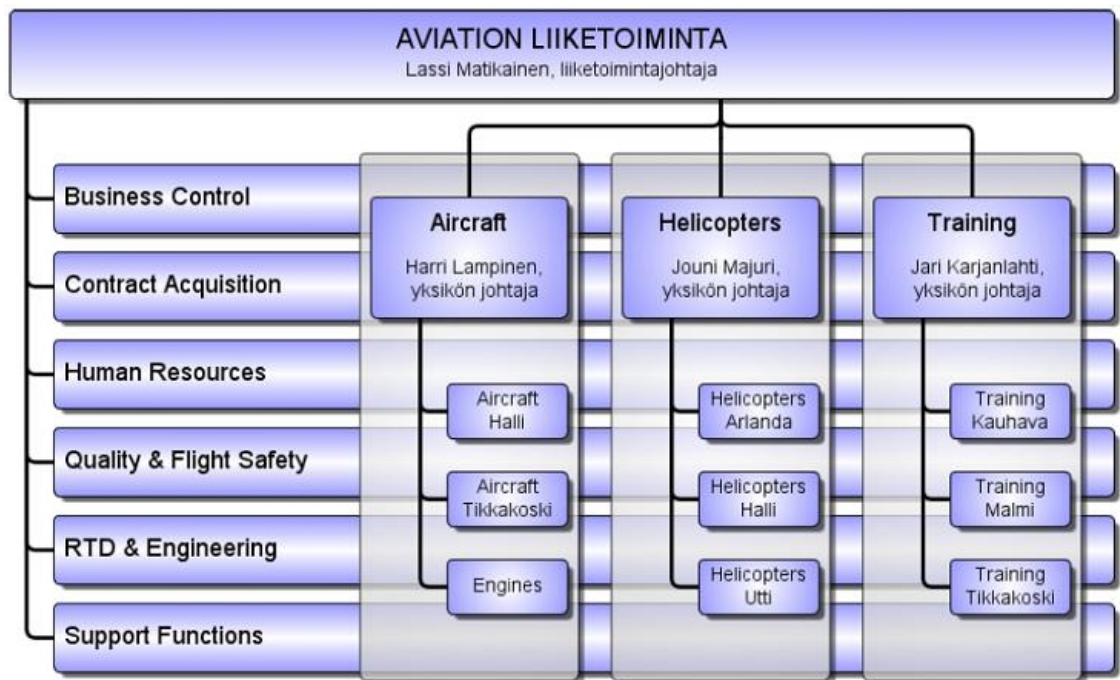 AVIATION LIIKETOIMINTA
Lassi Matikainen, liiketoimintajohtaja
Business Control
Contract Acquisition
Human Resources
Quality & Flight Safety
RTD & Engineering
Support Functions
Aircraft
Harri Lampinen,
yksikön johtaja
Aircraft
Halli
Aircraft
Tikkakoski
Engines
Helicopters
Jouni Majuri,
yksikön johtaja
Helicopters
Arlanda
Helicopters
Halli
Helicopters
Utti
Training
Jari Karjanlahti,
yksikön johtaja
Training
Kauhava
Training
Malmi
Training
Tikkakoski